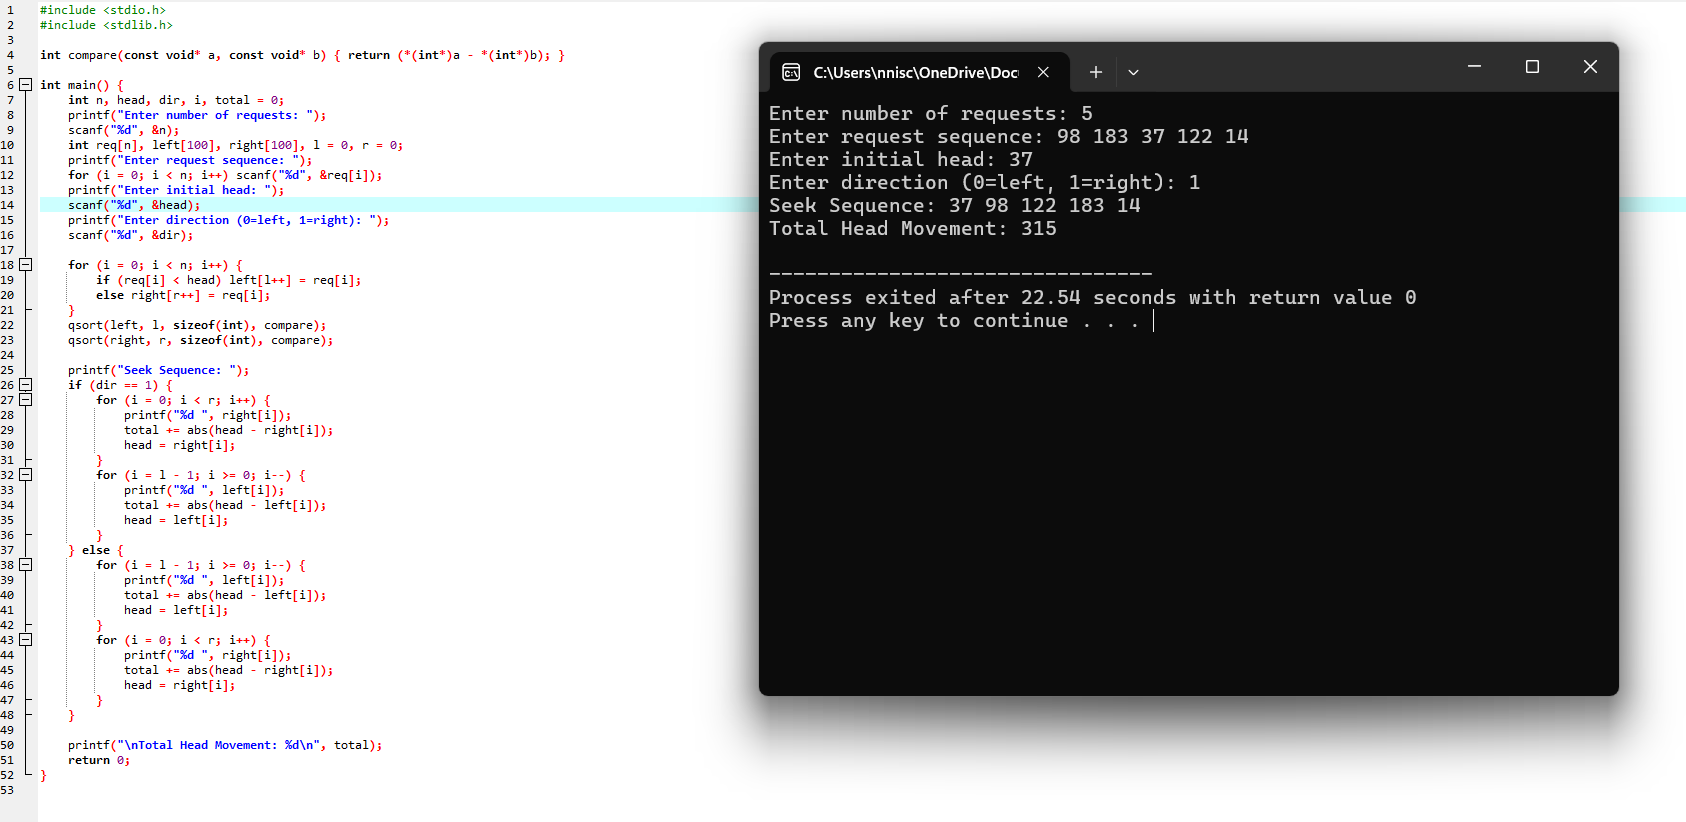 1 #include <stdio.h>
2 #include <stdlib.h>
3
4 int compare(const void* a, const void* b) { return (*(int*)a - *(int*)b); }
5
6 int main() {
7 int n, head, dir, i, total = 0;
8 printf("Enter number of requests: ");
9 scanf("%d", &n);
10 int req[n], left[100], right[100], l = 0, r = 0;
11 printf("Enter request sequence: ");
12 for (i = 0; i < n; i++) scanf("%d", &req[i]);
13 printf("Enter initial head: ");
14 scanf("%d", &head);
15 printf("Enter direction (0=left, 1=right): ");
16 scanf("%d", &dir);
17
18 for (i = 0; i < n; i++) {
19 if (req[i] < head) left[l++] = req[i];
20 else right[r++] = req[i];
21 }
22 qsort(left, l, sizeof(int), compare);
23 qsort(right, r, sizeof(int), compare);
24
25 printf("Seek Sequence: ");
26 if (dir == 1) {
27 for (i = 0; i < r; i++) {
28 printf("%d ", right[i]);
29 total += abs(head - right[i]);
30 head = right[i];
31 }
32 for (i = l - 1; i >= 0; i--) {
33 printf("%d ", left[i]);
34 total += abs(head - left[i]);
35 head = left[i];
36 }
37 } else {
38 for (i = l - 1; i >= 0; i--) {
39 printf("%d ", left[i]);
40 total += abs(head - left[i]);
41 head = left[i];
42 }
43 for (i = 0; i < r; i++) {
44 printf("%d ", right[i]);
45 total += abs(head - right[i]);
46 head = right[i];
47 }
48 }
49
50 printf("\nTotal Head Movement: %d\n", total);
51 return 0;
52 }
53
C:\Users\nnisc\OneDrive\Doc
Enter number of requests: 5
Enter request sequence: 98 183 37 122 14
Enter initial head: 37
Enter direction (0=left, 1=right): 1
Seek Sequence: 37 98 122 183 14
Total Head Movement: 315
--------------------------------
Process exited after 22.54 seconds with return value 0
Press any key to continue . . .